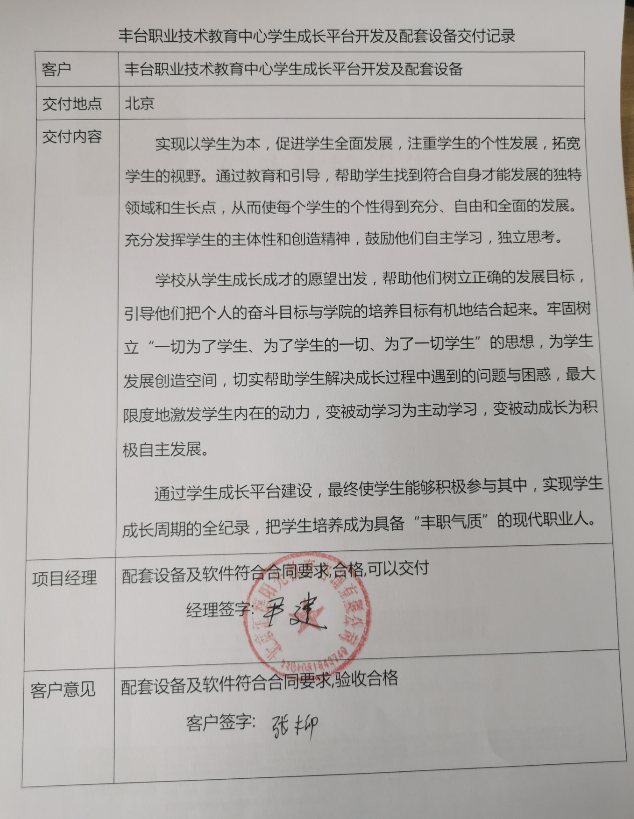 丰台职业技术教育中心学生成长平台开发及配套设备交付记录
客户
丰台职业技术教育中心学生成长平台开发及配套设备
交付地点
北京
交付内容
实现以学生为本，促进学生全面发展，注重学生的个性发展，拓宽
学生的视野。通过教育和引导，帮助学生找到符合自身才能发展的独特
领域和生长点，从而使每个学生的个性得到充分、自由和全面的发展。
充分发挥学生的主体性和创造精神，鼓励他们自主学习，独立思考。
学校从学生成长成才的愿望出发，帮助他们树立正确的发展目标，
引导他们把个人的奋斗目标与学院的培养目标有机地结合起来。牢固树
立“一切为了学生、为了学生的一切、为了一切学生”的思想，为学生
发展创造空间，切实帮助学生解决成长过程中遇到的问题与困惑，最大
限度地激发学生内在的动力，变被动学习为主动学习，变被动成长为积
极自主发展。
通过学生成长平台建设，最终使学生能够积极参与其中，实现学生
成长周期的全纪录，把学生培养成为具备“丰职气质”的现代职业人。
项目经理
配套设备及软件符合合同要求,合格,可以交付
经理签字:
客户意见
配套设备及软件符合合同要求,验收合格
客户签字: 张柳